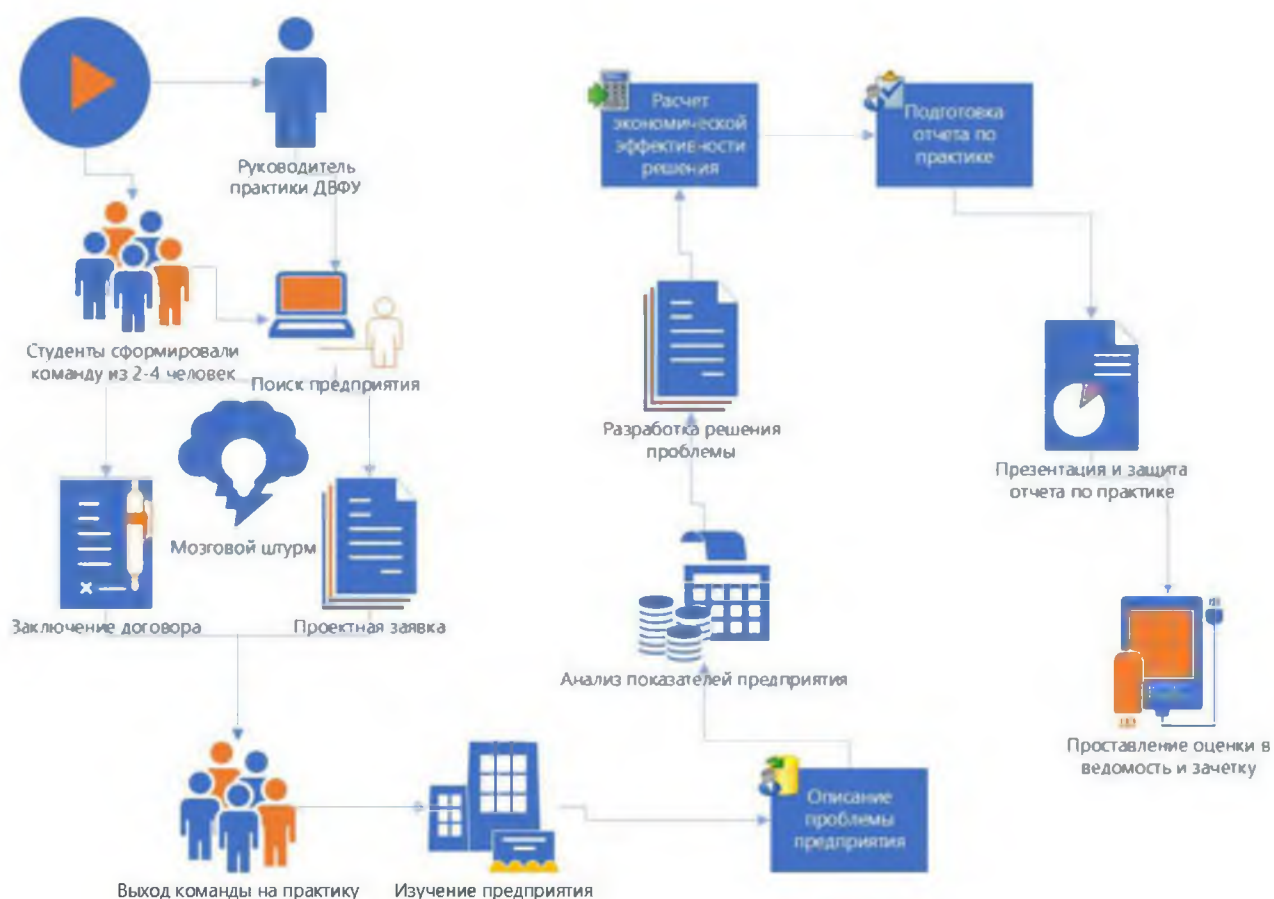 Руководитель
практики ДВФУ
Студенты сформировали
команду из 2-4 человек
Поиск предприятия
Мозговой штурм
Заключение договора
Проектная заявка
Выход команды на практику
Изучение предприятия
Описание
проблемы
предприятия
Анализ показателей предприятия
Разработка решения
проблемы
Расчет
экономической
эффективности
решения
Подготовка
отчета по
практике
Презентация и защита
отчета по практике
Проставление оценки в
ведомость и зачетку